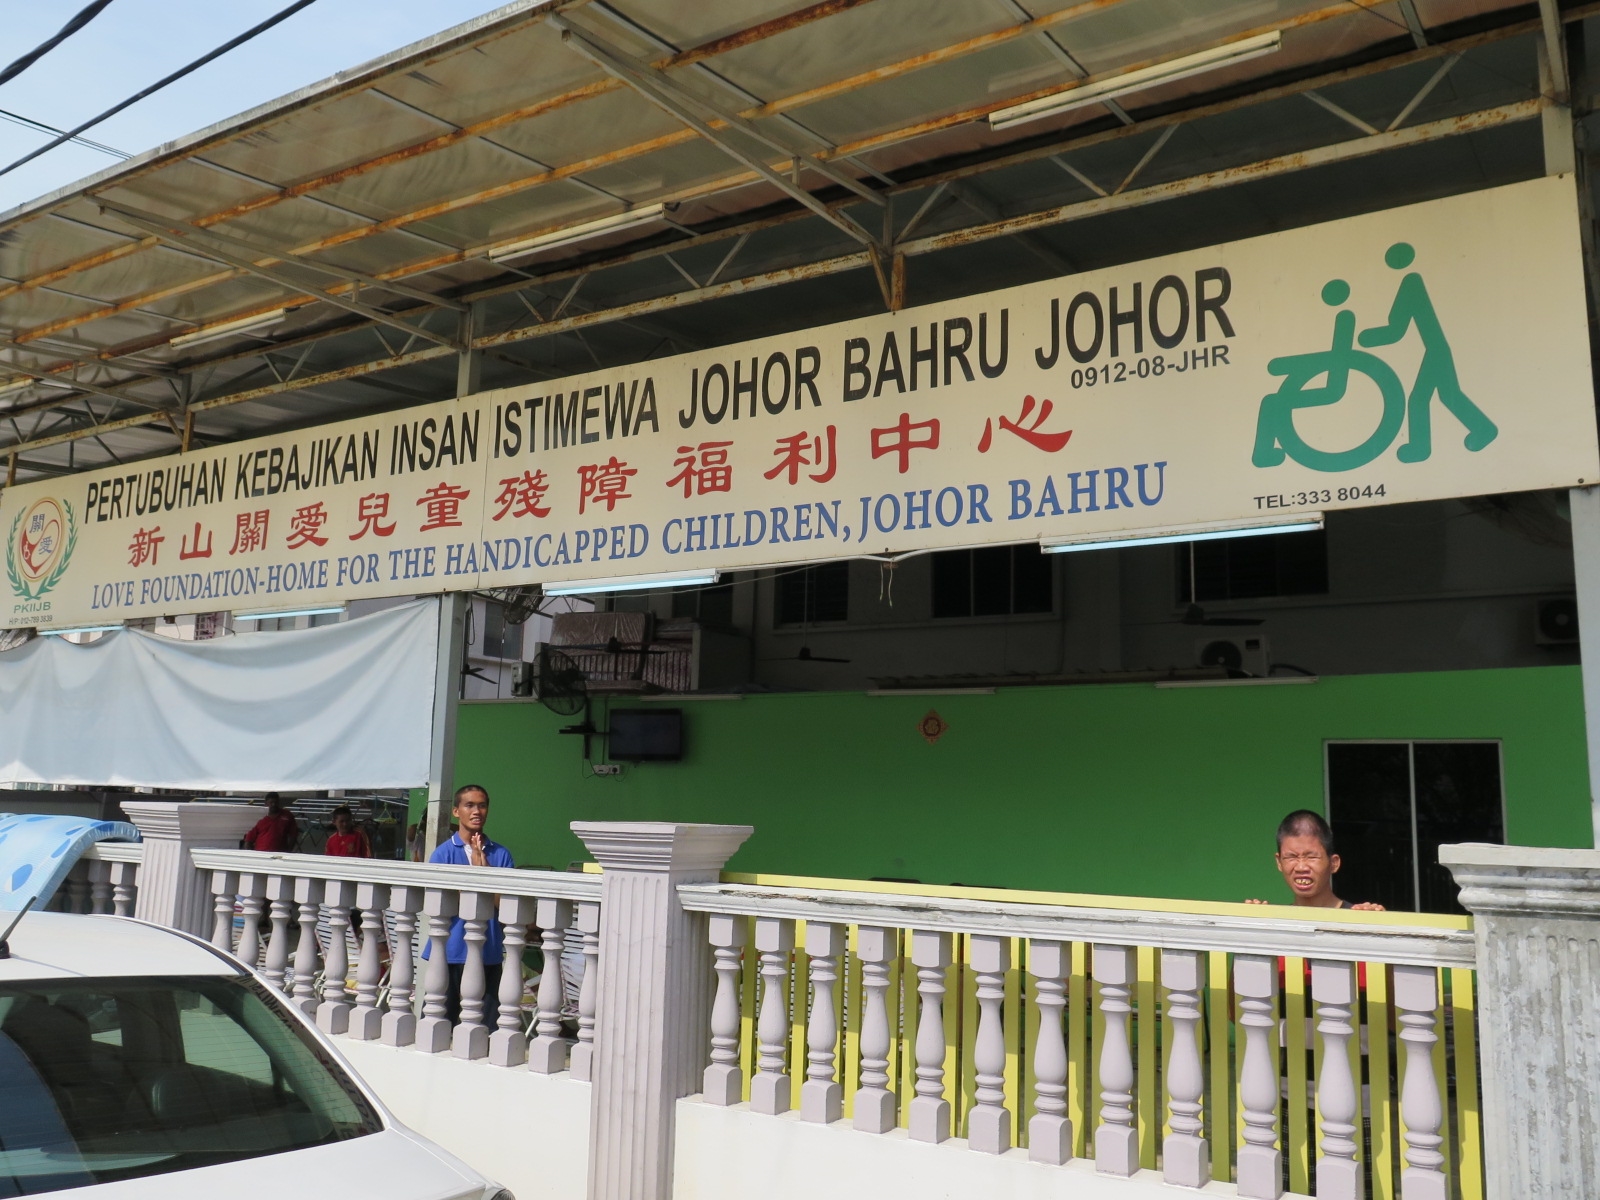 PERTUBUHAN KEBAJIKAN INSAN ISTIMEWA JOHOR BAHRU JOHOR
0912-08-JHR
新山關愛兒童殘障福利中心
LOVE FOUNDATION-HOME FOR THE HANDICAPPED CHILDREN, JOHOR BAHRU
關愛
PKIIJB
TEL:333 8044